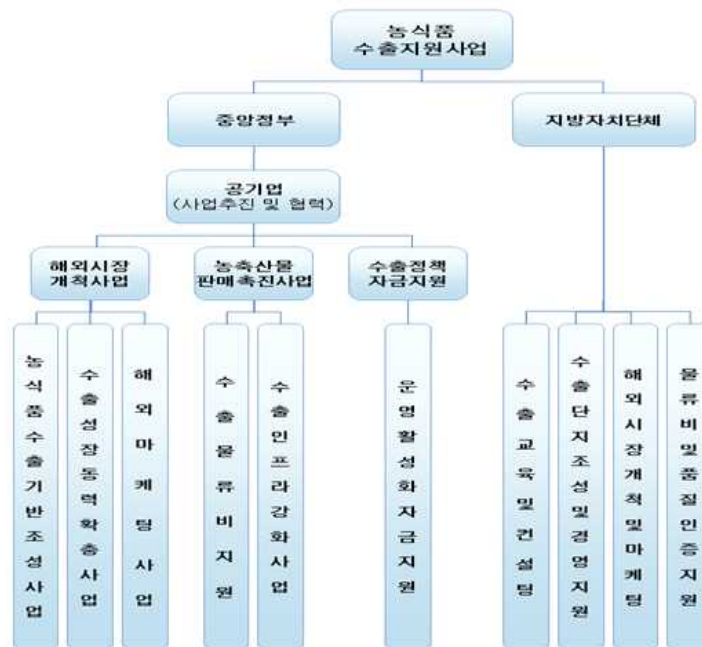 농식품
수출지원사업
중앙정부
지방자치단체
공기업
(사업추진 및 협력)
해외시장
개척사업
농축산물
판매촉진사업
수출정책
자금지원
농식품수출기반조성사업
수출성장동력확충사업
해외마케팅사업
수출물류비지원
수출인프라강화사업
운영활성화자금지원
수출교육및컨설팅
수출단지조성및경영지원
해외시장개척및마케팅
물류비및품질인증지원